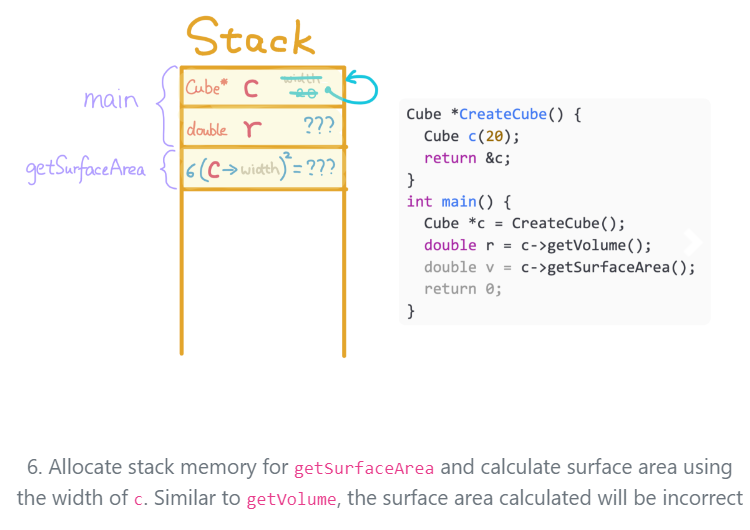 Stack
main
Cube* c width 20
double r ???
getSurfaceArea
6(c→width)²=???
Cube *CreateCube() {
Cube c(20);
return &c;
}
int main() {
Cube *c = CreateCube();
double r = c->getVolume();
double v = c->getSurfaceArea();
return 0;
}
6. Allocate stack memory for getSurfaceArea and calculate surface area using
the width of c. Similar to getVolume, the surface area calculated will be incorrect